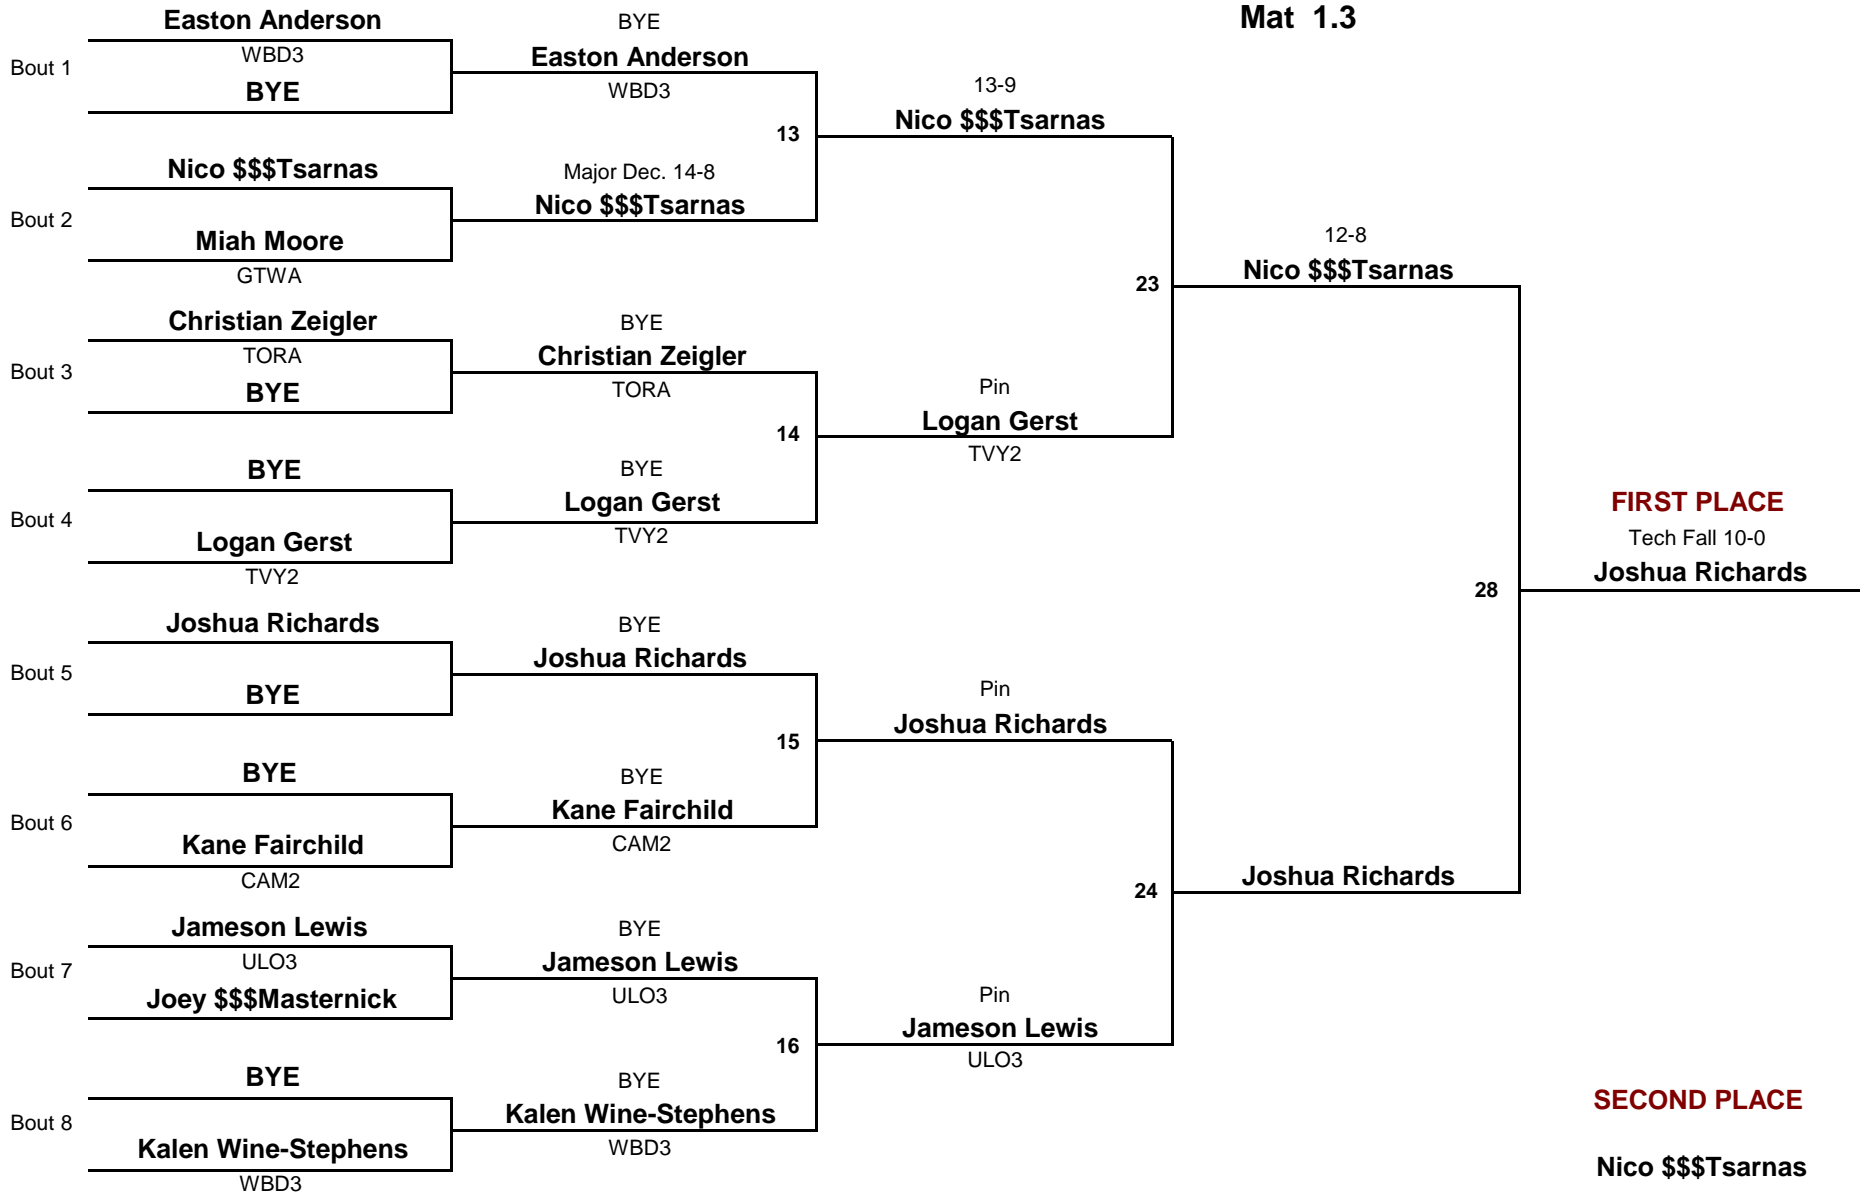 Mat 1.3
Easton Anderson
WBD3
Bout 1
BYE
Nico $$$Tsarnas
Bout 2
Miah Moore
GTWA
Christian Zeigler
TORA
Bout 3
BYE
BYE
Bout 4
Logan Gerst
TVY2
Joshua Richards
Bout 5
BYE
BYE
Bout 6
Kane Fairchild
CAM2
Jameson Lewis
ULO3
Bout 7
Joey $$$Masternick
BYE
Bout 8
Kalen Wine-Stephens
WBD3
BYE
Easton Anderson
WBD3
13
Major Dec. 14-8
Nico $$$Tsarnas
BYE
Christian Zeigler
TORA
14
BYE
Logan Gerst
TVY2
BYE
Joshua Richards
15
BYE
Kane Fairchild
CAM2
BYE
Jameson Lewis
ULO3
16
BYE
Kalen Wine-Stephens
WBD3
13-9
Nico $$$Tsarnas
23
Pin
Logan Gerst
TVY2
Pin
Joshua Richards
24
Pin
Jameson Lewis
ULO3
12-8
Nico $$$Tsarnas
28
Joshua Richards
FIRST PLACE
Tech Fall 10-0
Joshua Richards
SECOND PLACE
Nico $$$Tsarnas